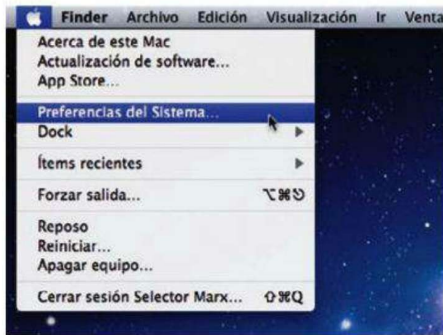 Finder Archivo Edición Visualización Ir Venta
Acerca de este Mac
Actualización de software...
App Store...
Preferencias del Sistema...
Dock
Ítems recientes
Forzar salida... ⌥⌘⎋
Reposo
Reiniciar...
Apagar equipo...
Cerrar sesión Selector Marx... ⇧⌘Q